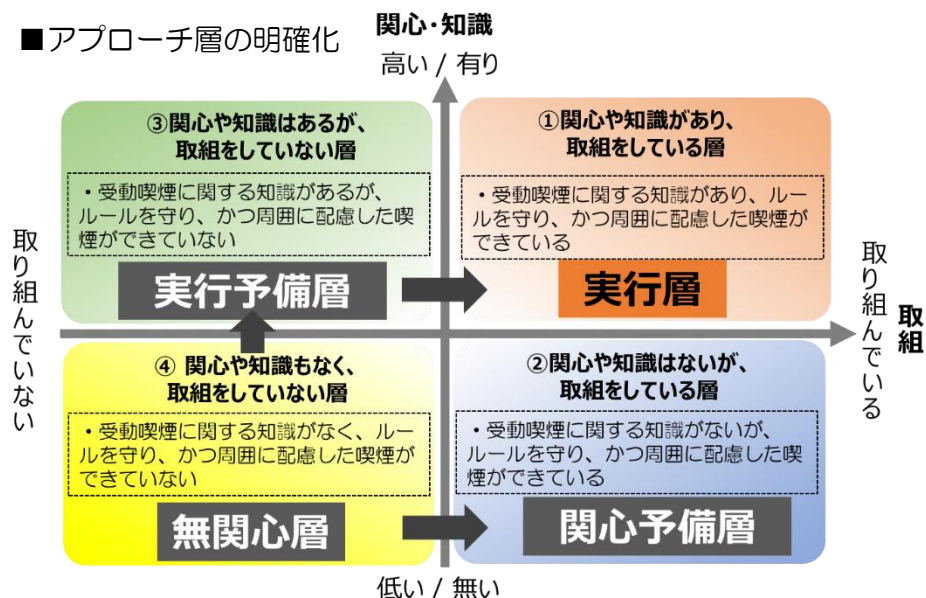 ■アプローチ層の明確化
関心・知識
高い / 有り
③関心や知識はあるが、
取組をしていない層
・受動喫煙に関する知識があるが、
ルールを守り、かつ周囲に配慮した喫
煙ができていない
実行予備層
①関心や知識があり、
取組をしている層
・受動喫煙に関する知識があり、ルー
ルを守り、かつ周囲に配慮した喫煙が
できている
実行層
取り組んでいない
取り組んでいる
取組
④ 関心や知識もなく、
取組をしていない層
・受動喫煙に関する知識がなく、ルー
ルを守り、かつ周囲に配慮した喫煙が
できていない
無関心層
②関心や知識はないが、
取組をしている層
・受動喫煙に関する知識がないが、
ルールを守り、かつ周囲に配慮した喫
煙ができている
関心予備層
低い / 無い